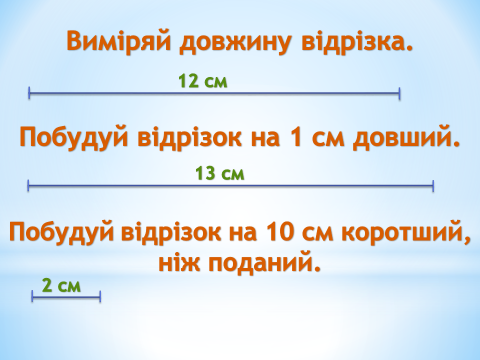 Виміряй довжину відрізка.
12 см
Побудуй відрізок на 1 см довший.
13 см
Побудуй відрізок на 10 см коротший,
ніж поданий.
2 см